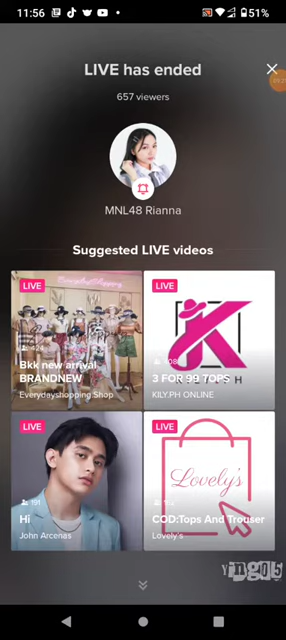 11:56
51%
LIVE has ended
657 viewers
MNL48 Rianna
Suggested LIVE videos
LIVE
Bkk new arrival
BRANDNEW
Everydayshopping.Shop
LIVE
K
3 FOR 99 TOPS
KILY.PH ONLINE
LIVE
191
Hi
John Arcenas
LIVE
Lovely's
COD:Tops And Trouser
Lovely's